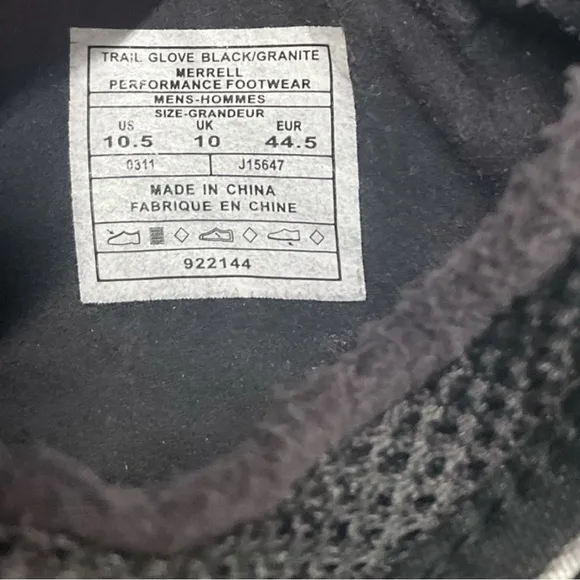 TRAIL GLOVE BLACK/GRANITE
MERRELL
PERFORMANCE FOOTWEAR
MENS-HOMMES
SIZE-GRANDEUR
US UK EUR
10.5 10 44.5
0311 J15647
MADE IN CHINA
FABRIQUE EN CHINE
922144